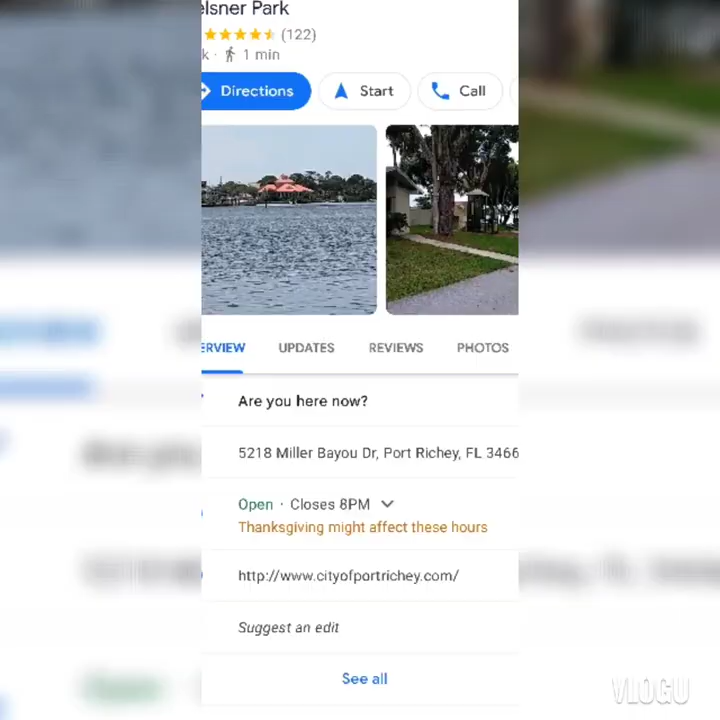 elsner Park
(122)
k · 1 min
Directions
Start
Call
ERVIEW
UPDATES
REVIEWS
PHOTOS
Are you here now?
5218 Miller Bayou Dr, Port Richey, FL 3466
Open · Closes 8PM
Thanksgiving might affect these hours
http://www.cityofportrichey.com/
Suggest an edit
See all
VLOGU